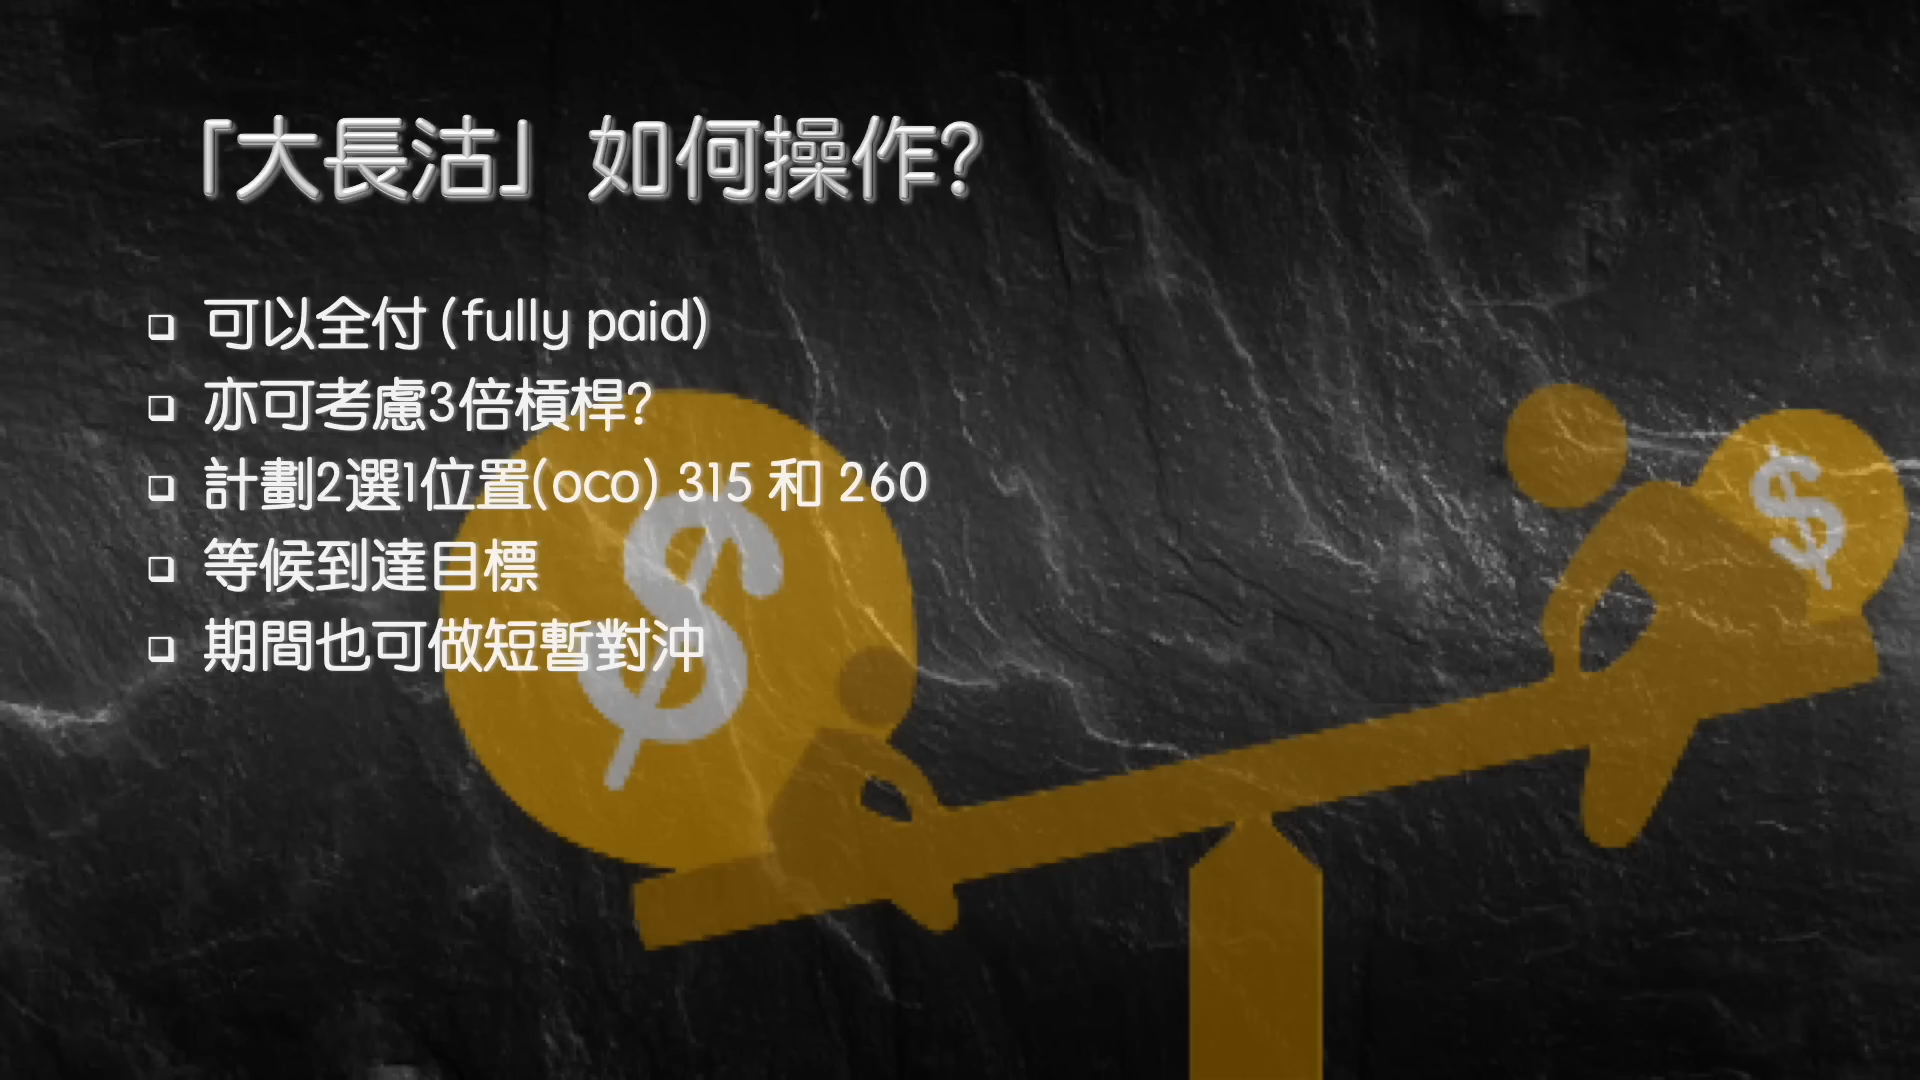 「大長沽」如何操作?
❑ 可以全付 (fully paid)
❑ 亦可考慮3倍槓桿?
❑ 計劃2選1位置(oco) 315 和 260
❑ 等候到達目標
❑ 期間也可做短暫對沖
$
$